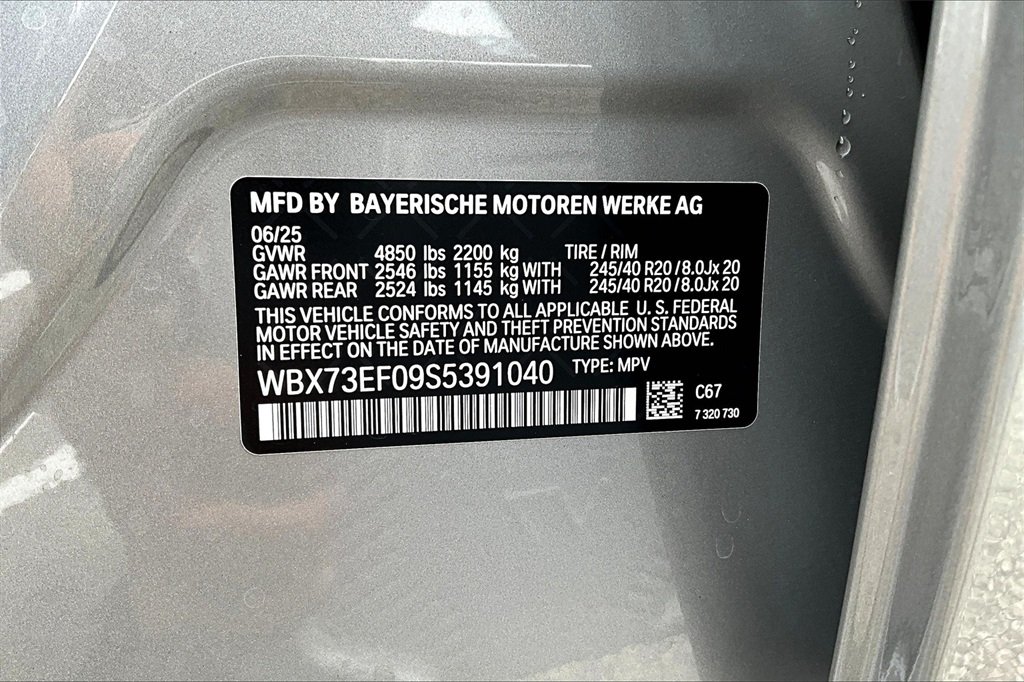 MFD BY BAYERISCHE MOTOREN WERKE AG
06/25
GVWR 4850 lbs 2200 kg TIRE / RIM
GAWR FRONT 2546 lbs 1155 kg WITH 245/40 R20 / 8.0Jx 20
GAWR REAR 2524 lbs 1145 kg WITH 245/40 R20 / 8.0Jx 20
THIS VEHICLE CONFORMS TO ALL APPLICABLE U. S. FEDERAL
MOTOR VEHICLE SAFETY AND THEFT PREVENTION STANDARDS
IN EFFECT ON THE DATE OF MANUFACTURE SHOWN ABOVE.
WBX73EF09S5391040 TYPE: MPV
C67
7 320 730